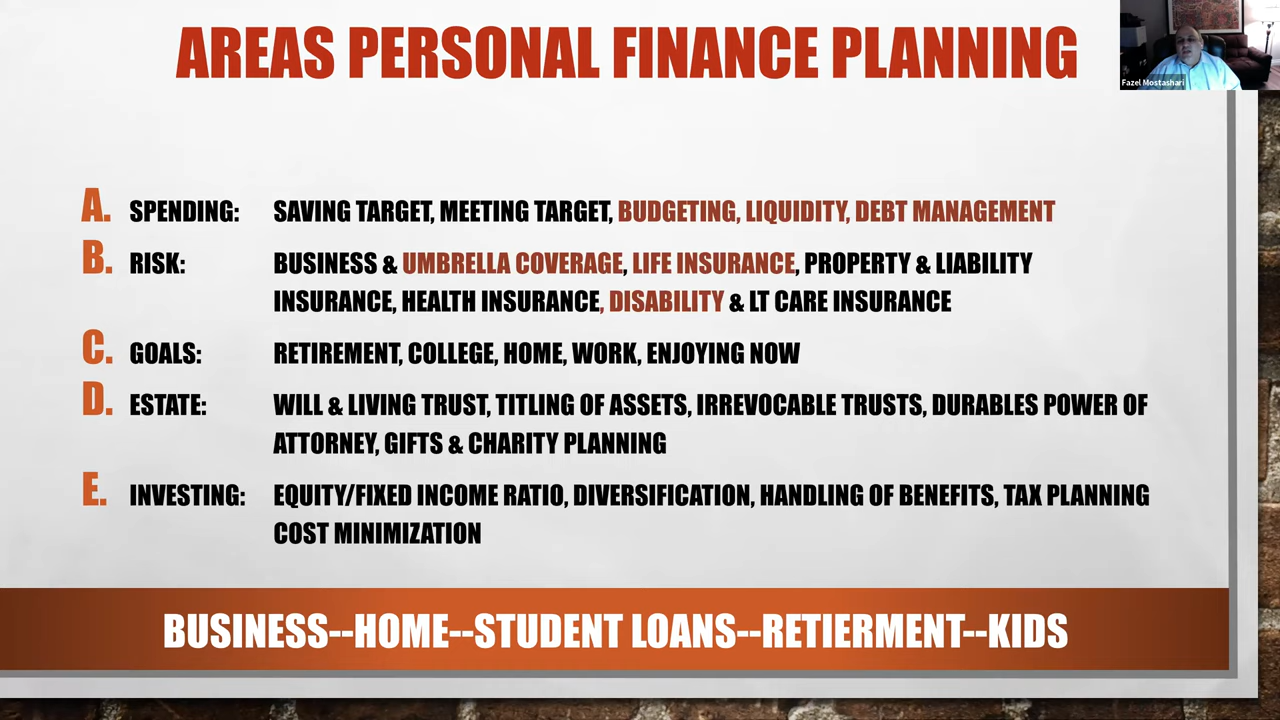 AREAS PERSONAL FINANCE PLANNING
Fazel Mostashari
A. SPENDING: SAVING TARGET, MEETING TARGET, BUDGETING, LIQUIDITY, DEBT MANAGEMENT
B. RISK: BUSINESS & UMBRELLA COVERAGE, LIFE INSURANCE, PROPERTY & LIABILITY
INSURANCE, HEALTH INSURANCE, DISABILITY & LT CARE INSURANCE
C. GOALS: RETIREMENT, COLLEGE, HOME, WORK, ENJOYING NOW
D. ESTATE: WILL & LIVING TRUST, TITLING OF ASSETS, IRREVOCABLE TRUSTS, DURABLES POWER OF
ATTORNEY, GIFTS & CHARITY PLANNING
E. INVESTING: EQUITY/FIXED INCOME RATIO, DIVERSIFICATION, HANDLING OF BENEFITS, TAX PLANNING
COST MINIMIZATION
BUSINESS--HOME--STUDENT LOANS--RETIERMENT--KIDS